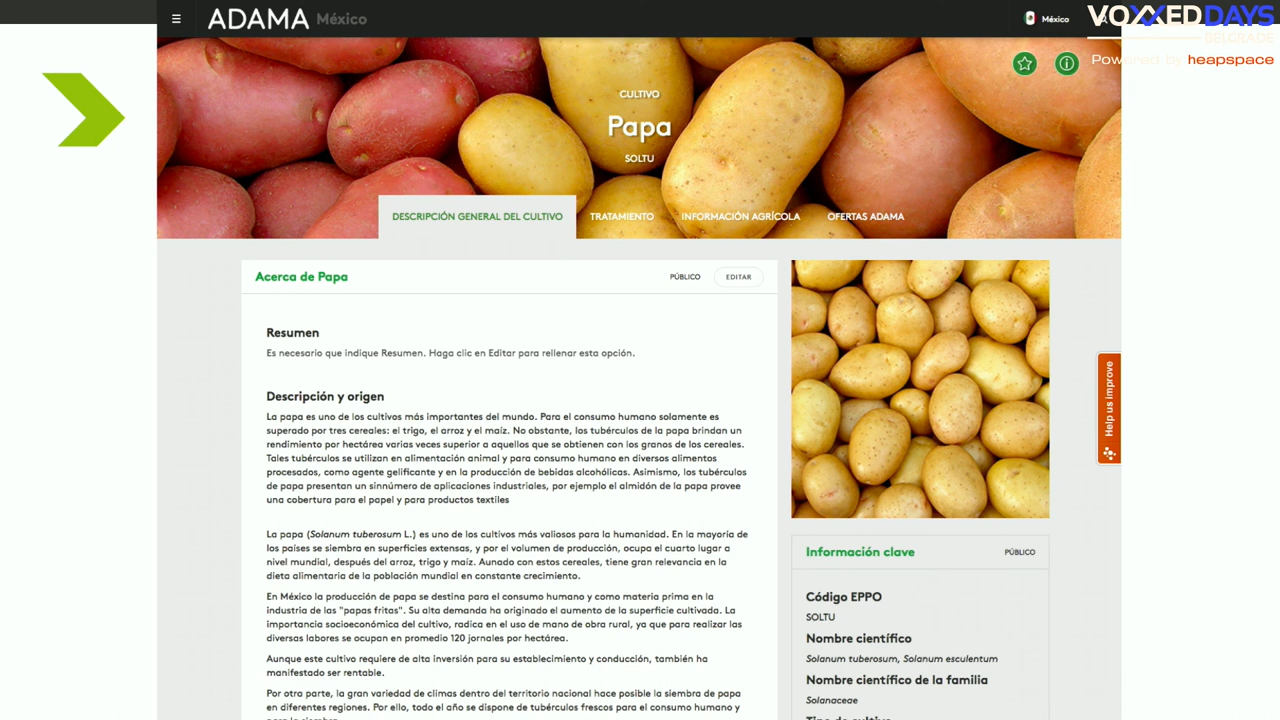 ADAMA México
México
VOXXED DAYS
BELGRADE
Powered by heapspace
CULTIVO
Papa
SOLTU
DESCRIPCIÓN GENERAL DEL CULTIVO
TRATAMIENTO
INFORMACIÓN AGRÍCOLA
OFERTAS ADAMA
Acerca de Papa
PÚBLICO
EDITAR
Resumen
Es necesario que indique Resumen. Haga clic en Editar para rellenar esta opción.
Descripción y origen
La papa es uno de los cultivos más importantes del mundo. Para el consumo humano solamente es
superado por tres cereales: el trigo, el arroz y el maíz. No obstante, los tubérculos de la papa brindan un
rendimiento por hectárea varias veces superior a aquellos que se obtienen con los granos de los cereales.
Tales tubérculos se utilizan en alimentación animal y para consumo humano en diversos alimentos
procesados, como agente gelificante y en la producción de bebidas alcohólicas. Asimismo, los tubérculos
de papa presentan un sinnúmero de aplicaciones industriales, por ejemplo el almidón de la papa provee
una cobertura para el papel y para productos textiles
La papa (Solanum tuberosum L.) es uno de los cultivos más valiosos para la humanidad. En la mayoría de
los países se siembra en superficies extensas, y por el volumen de producción, ocupa el cuarto lugar a
nivel mundial, después del arroz, trigo y maíz. Aunado con estos cereales, tiene gran relevancia en la
dieta alimentaria de la población mundial en constante crecimiento.
En México la producción de papa se destina para el consumo humano y como materia prima en la
industria de las "papas fritas". Su alta demanda ha originado el aumento de la superficie cultivada. La
importancia socioeconómica del cultivo, radica en el uso de mano de obra rural, ya que para realizar las
diversas labores se ocupan en promedio 120 jornales por hectárea.
Aunque este cultivo requiere de alta inversión para su establecimiento y conducción, también ha
manifestado ser rentable.
Por otra parte, la gran variedad de climas dentro del territorio nacional hace posible la siembra de papa
en diferentes regiones. Por ello, todo el año se dispone de tubérculos frescos para el consumo humano y
para la siembra.
Help us improve
Información clave
PÚBLICO
Código EPPO
SOLTU
Nombre científico
Solanum tuberosum, Solanum esculentum
Nombre científico de la familia
Solanaceae
Tipo de cultivo